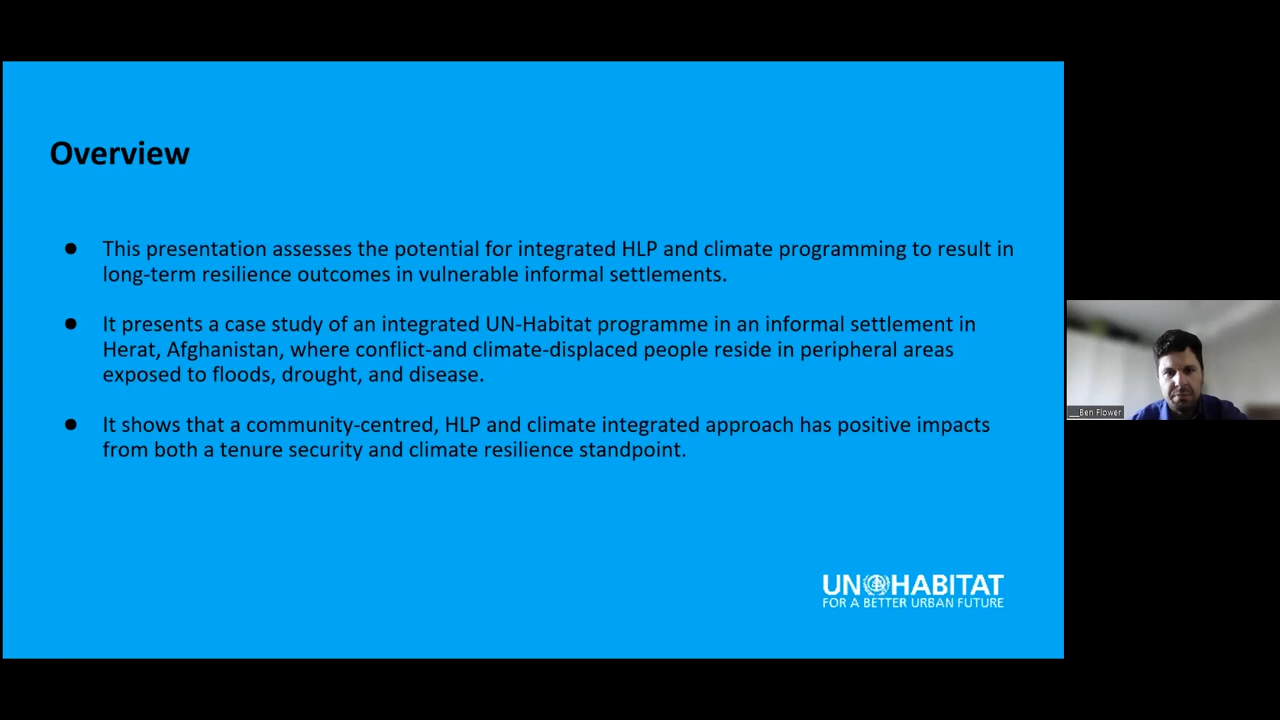 Overview
● This presentation assesses the potential for integrated HLP and climate programming to result in
long-term resilience outcomes in vulnerable informal settlements.
● It presents a case study of an integrated UN-Habitat programme in an informal settlement in
Herat, Afghanistan, where conflict-and climate-displaced people reside in peripheral areas
exposed to floods, drought, and disease.
● It shows that a community-centred, HLP and climate integrated approach has positive impacts
from both a tenure security and climate resilience standpoint.
__Ben Flower
UN HABITAT
FOR A BETTER URBAN FUTURE